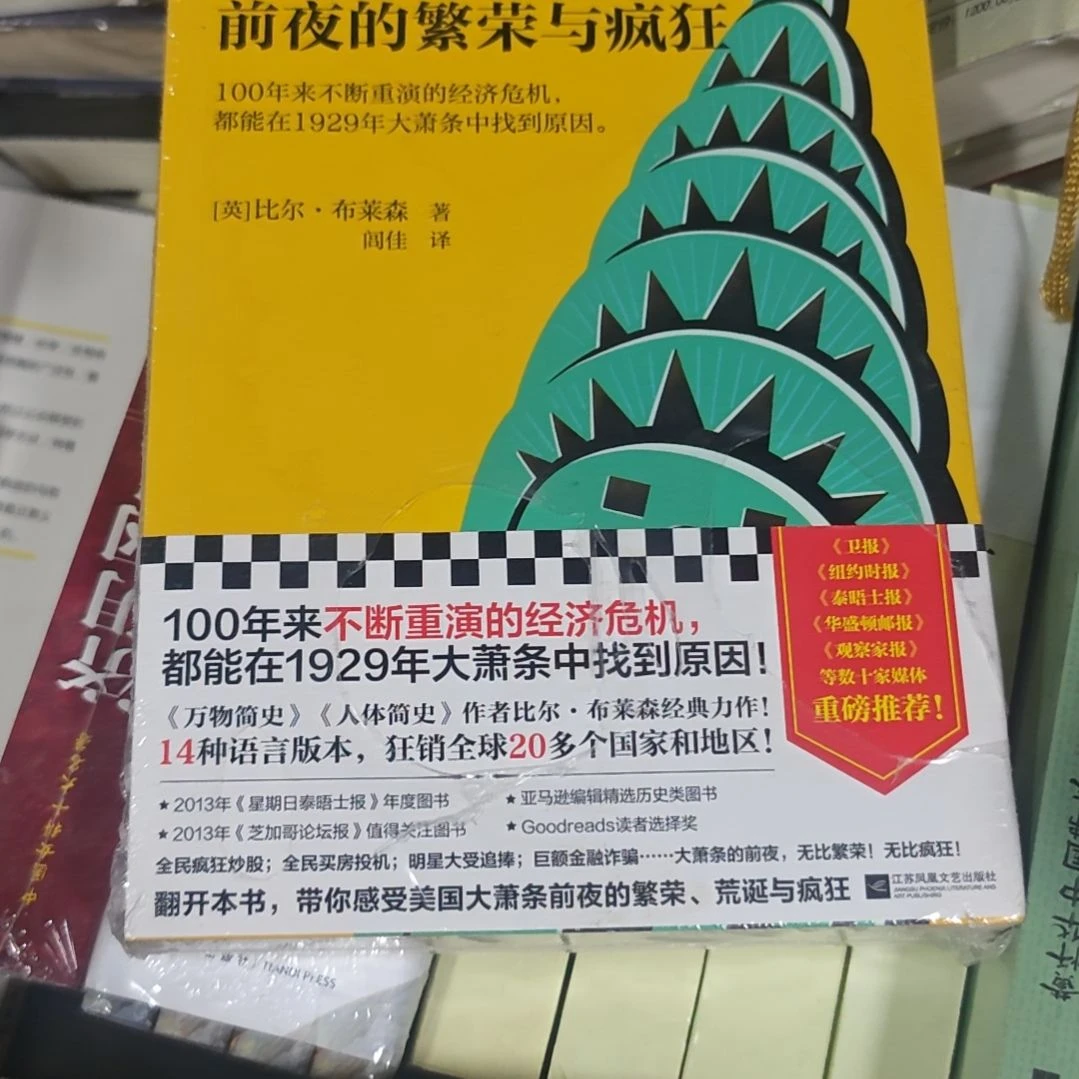 前夜的繁荣与疯狂
100年来不断重演的经济危机，
都能在1929年大萧条中找到原因。
[英]比尔·布莱森 著
闾佳 译
《卫报》
《纽约时报》
《泰晤士报》
《华盛顿邮报》
《观察家报》
等数十家媒体
重磅推荐！
100年来不断重演的经济危机，
都能在1929年大萧条中找到原因！
《万物简史》《人体简史》作者比尔·布莱森经典力作！
14种语言版本，狂销全球20多个国家和地区！
★2013年《星期日泰晤士报》年度图书
★亚马逊编辑精选历史类图书
★2013年《芝加哥论坛报》值得关注图书
★Goodreads读者选择奖
全民疯狂炒股；全民买房投机；明星大受追捧；巨额金融诈骗……大萧条的前夜，无比繁荣！无比疯狂！
翻开本书，带你感受美国大萧条前夜的繁荣、荒诞与疯狂
江苏凤凰文艺出版社
JIANGSU PHOENIX LITERATURE AND
ART PUBLISHING
TIANDI PRESS